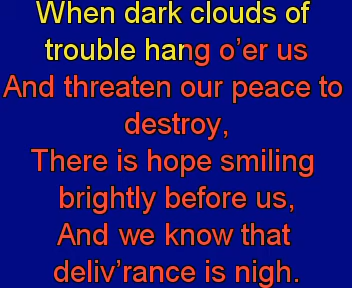 When dark clouds of
trouble hang o’er us
And threaten our peace to
destroy,
There is hope smiling
brightly before us,
And we know that
deliv’rance is nigh.